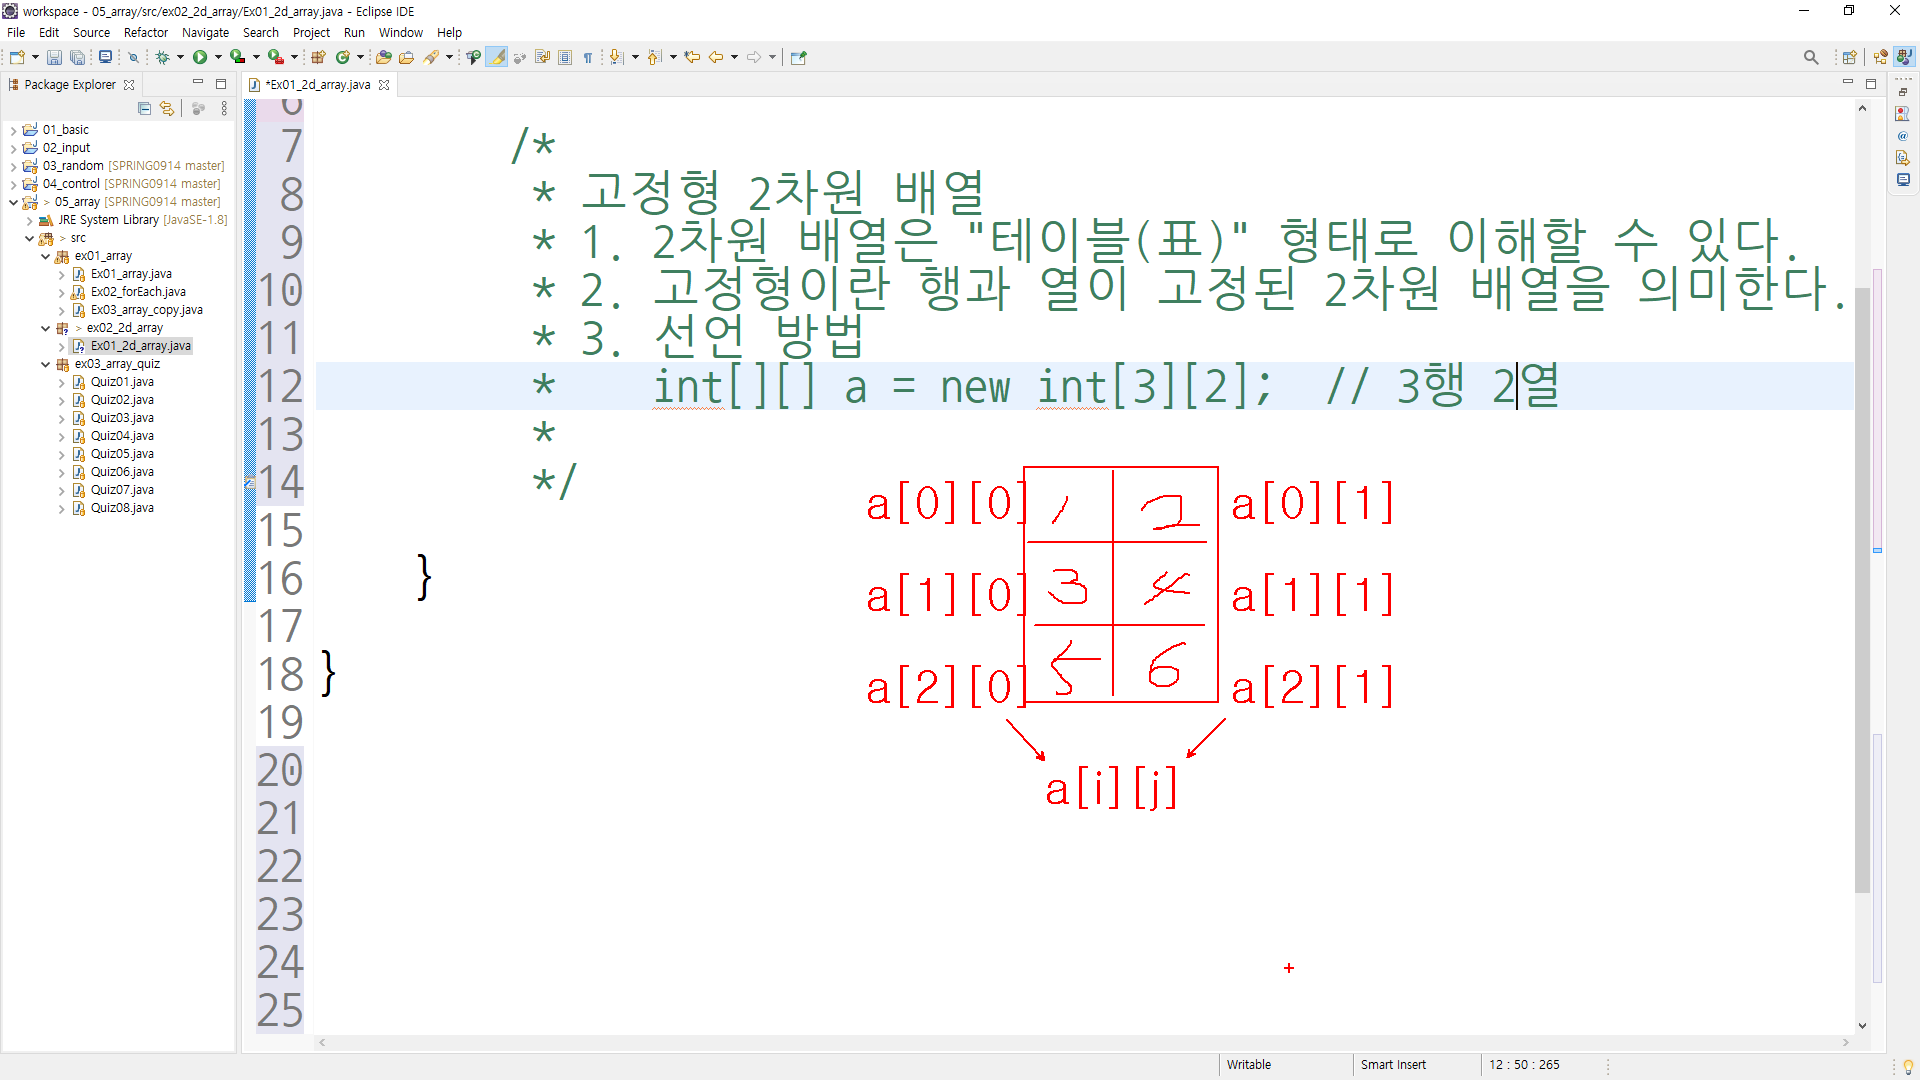 workspace - 05_array/src/ex02_2d_array/Ex01_2d_array.java - Eclipse IDE
File Edit Source Refactor Navigate Search Project Run Window Help
Package Explorer
*Ex01_2d_array.java
01_basic
02_input
03_random [SPRING0914 master]
04_control [SPRING0914 master]
> 05_array [SPRING0914 master]
JRE System Library [JavaSE-1.8]
> src
ex01_array
Ex01_array.java
Ex02_forEach.java
Ex03_array_copy.java
> ex02_2d_array
Ex01_2d_array.java
ex03_array_quiz
Quiz01.java
Quiz02.java
Quiz03.java
Quiz04.java
Quiz05.java
Quiz06.java
Quiz07.java
Quiz08.java
6
7 /*
8 * 고정형 2차원 배열
9 * 1. 2차원 배열은 "테이블(표)" 형태로 이해할 수 있다.
10 * 2. 고정형이란 행과 열이 고정된 2차원 배열을 의미한다.
11 * 3. 선언 방법
12 * int[][] a = new int[3][2]; // 3행 2열
13 *
14 */
15
16 }
17
18 }
19
20
21
22
23
24
25
a[0][0] 1 2 a[0][1]
a[1][0] 3 4 a[1][1]
a[2][0] 5 6 a[2][1]
a[i][j]
Writable Smart Insert 12 : 50 : 265